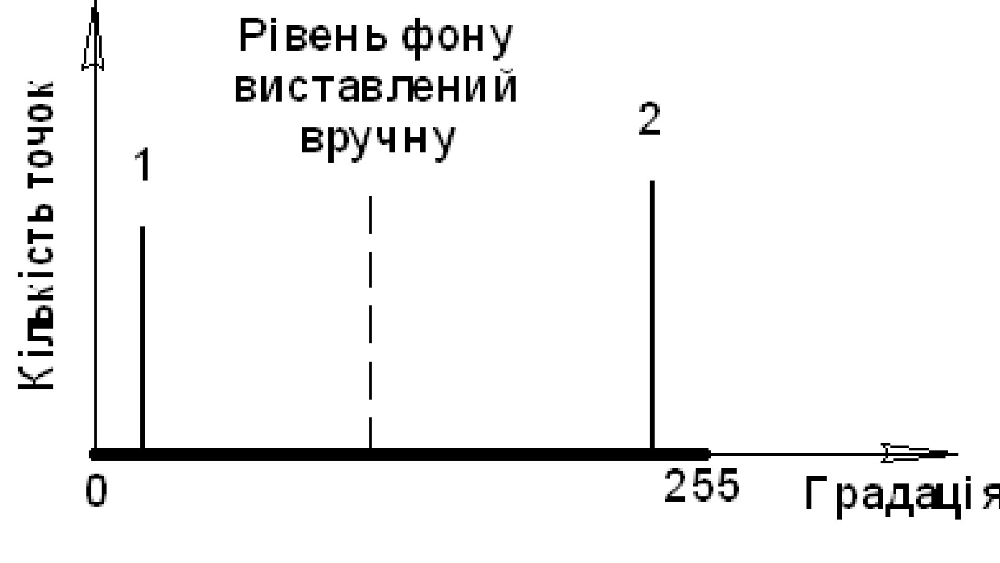 Рівень фону
виставлений
вручну
Кількість точок
1
2
0
255
Градація